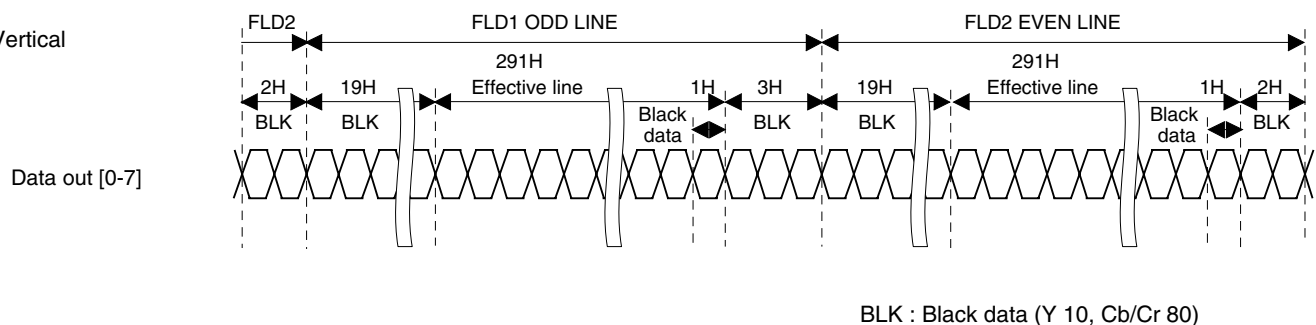 FLD2 FLD1 ODD LINE FLD2 EVEN LINE
Vertical
291H 291H
2H 19H Effective line 1H 3H 19H Effective line 1H 2H
BLK BLK Black data BLK BLK Black data BLK
Data out [0-7]
BLK : Black data (Y 10, Cb/Cr 80)